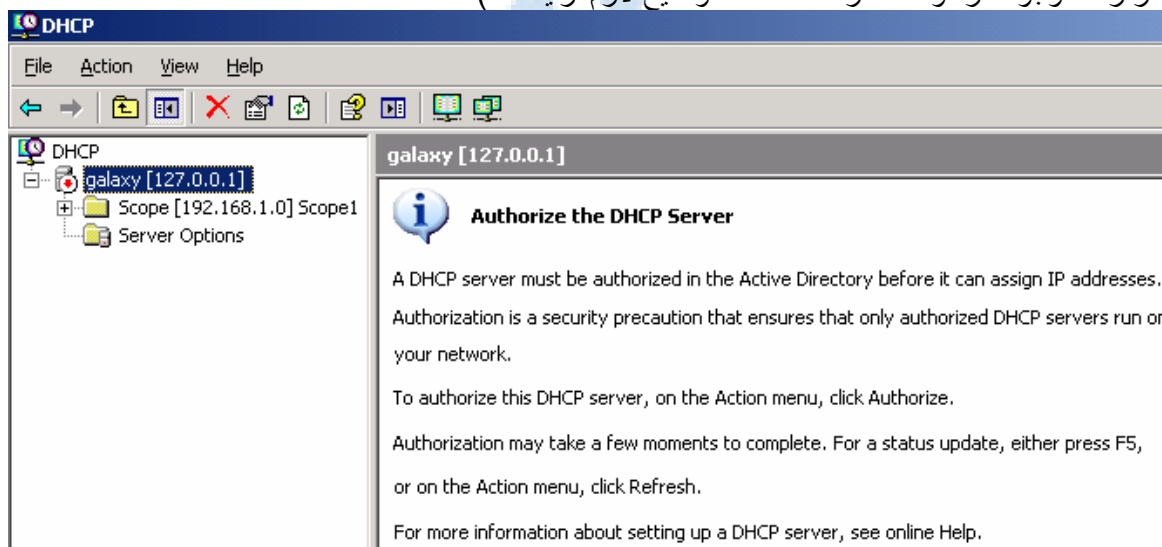 DHCP
File Action View Help
DHCP
galaxy [127.0.0.1]
Scope [192.168.1.0] Scope1
Server Options
galaxy [127.0.0.1]
Authorize the DHCP Server
A DHCP server must be authorized in the Active Directory before it can assign IP addresses.
Authorization is a security precaution that ensures that only authorized DHCP servers run on
your network.
To authorize this DHCP server, on the Action menu, click Authorize.
Authorization may take a few moments to complete. For a status update, either press F5,
or on the Action menu, click Refresh.
For more information about setting up a DHCP server, see online Help.